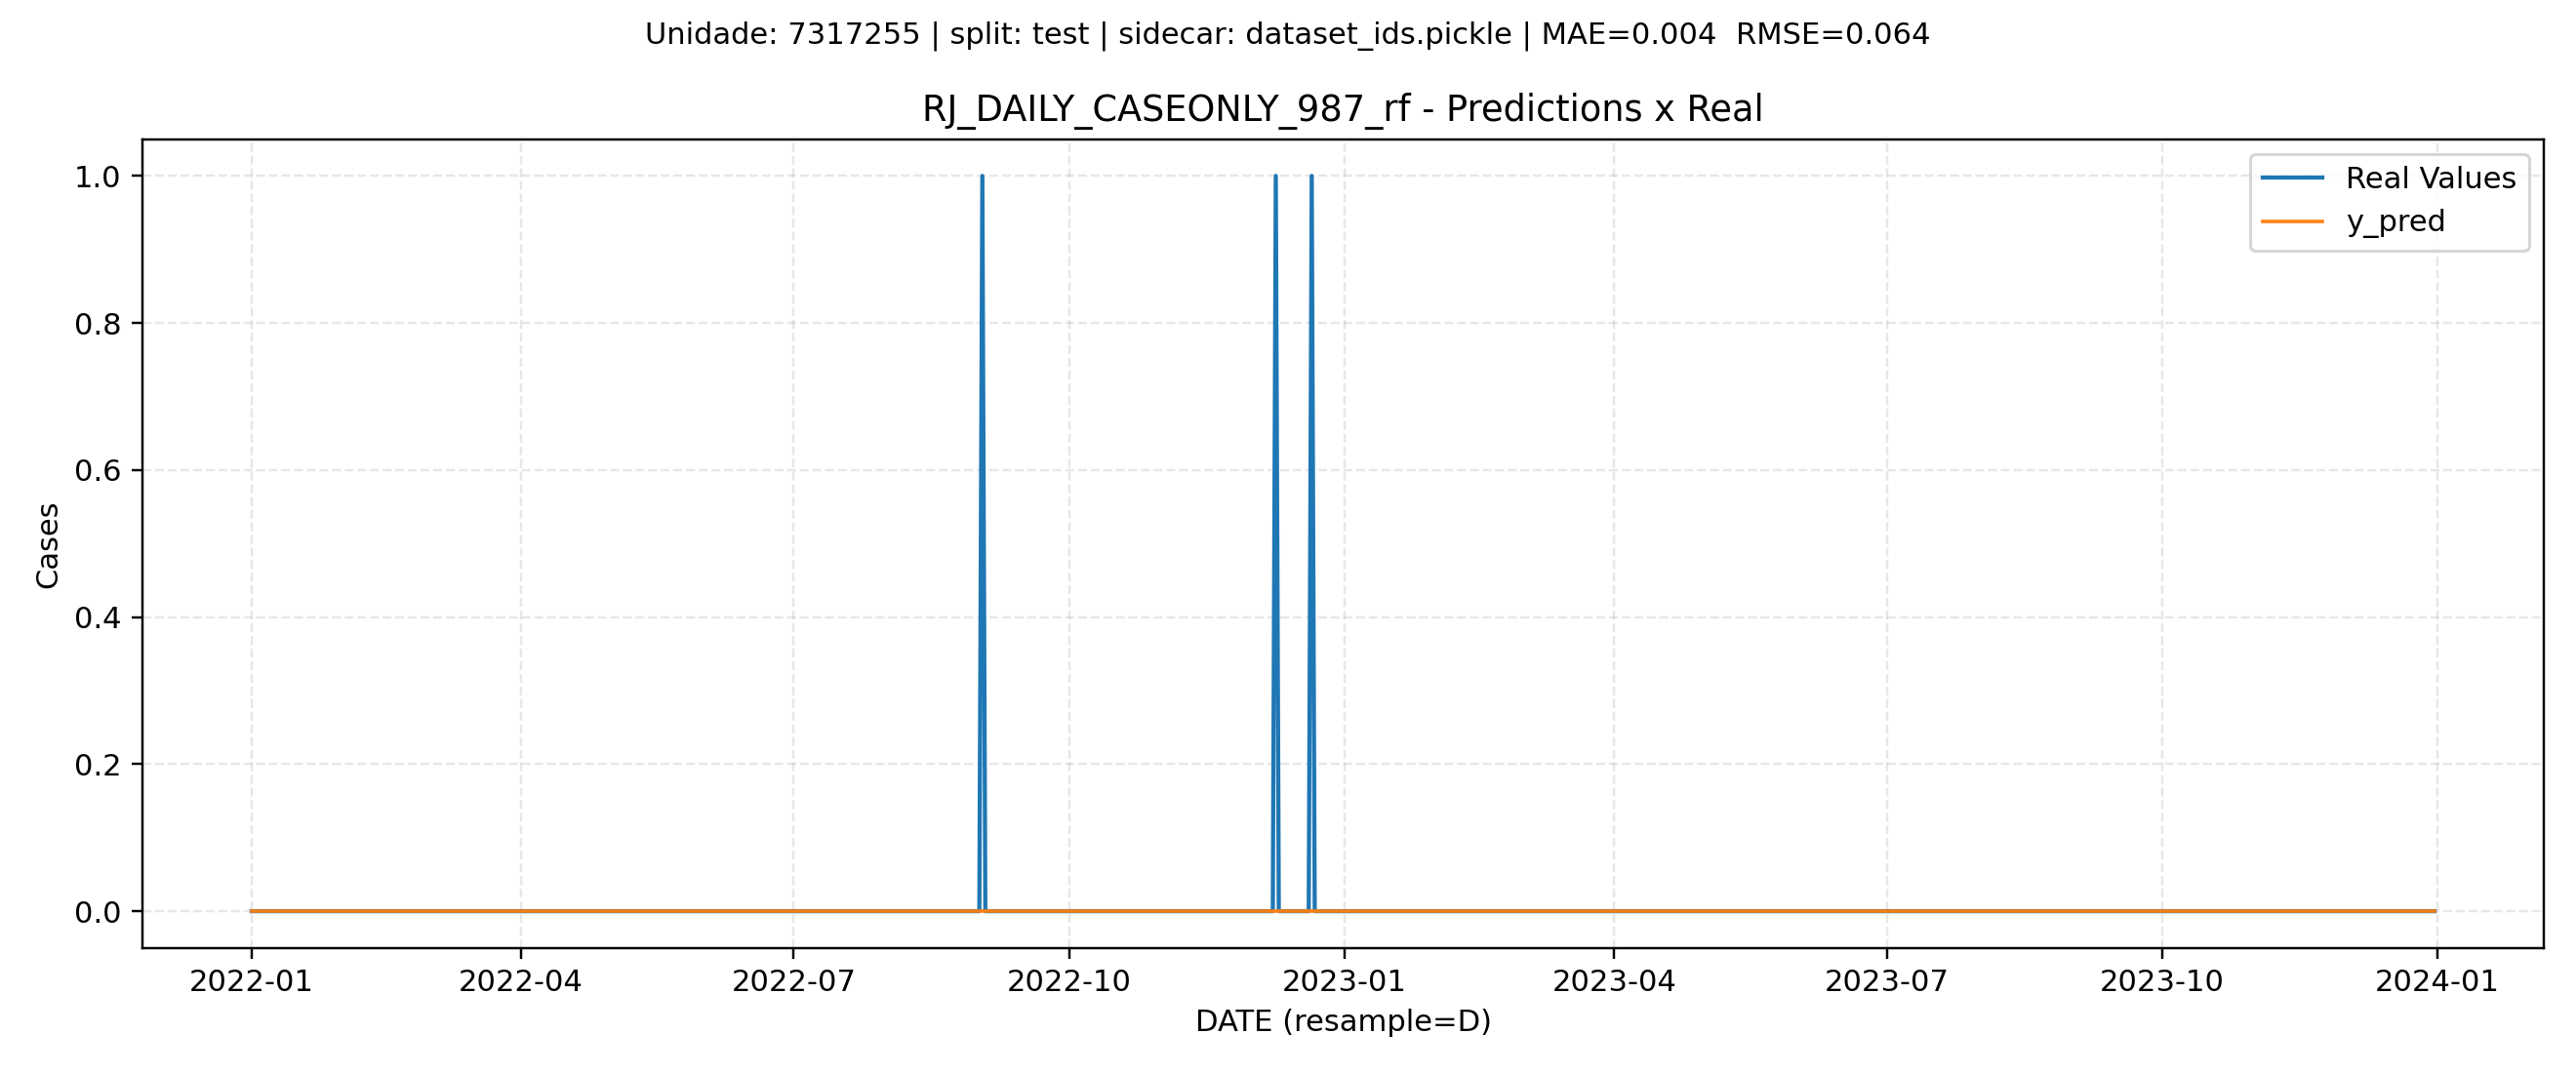 Unidade: 7317255 | split: test | sidecar: dataset_ids.pickle | MAE=0.004  RMSE=0.064
RJ_DAILY_CASEONLY_987_rf - Predictions x Real
Real Values
y_pred
1.0
0.8
0.6
0.4
0.2
0.0
Cases
2022-01
2022-04
2022-07
2022-10
2023-01
2023-04
2023-07
2023-10
2024-01
DATE (resample=D)